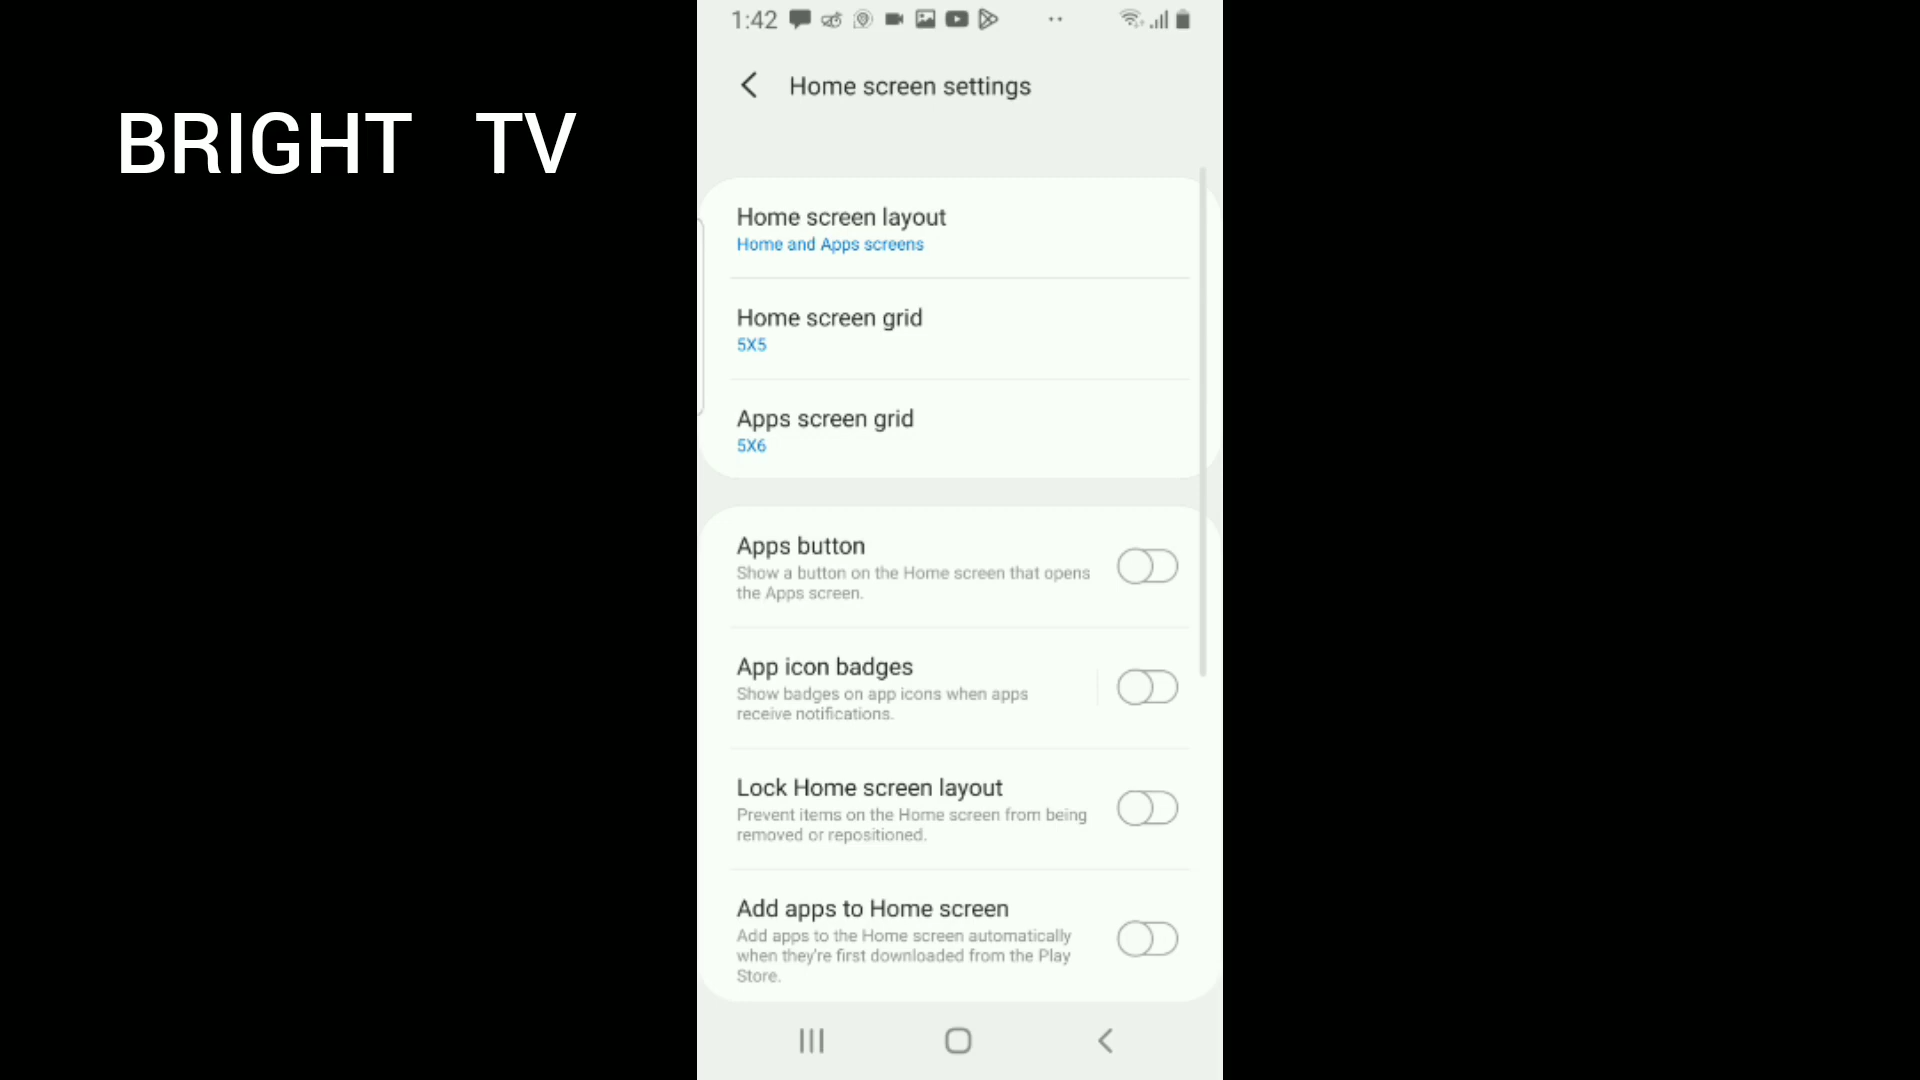 BRIGHT TV
1:42
Home screen settings
Home screen layout
Home and Apps screens
Home screen grid
5X5
Apps screen grid
5X6
Apps button
Show a button on the Home screen that opens
the Apps screen.
App icon badges
Show badges on app icons when apps
receive notifications.
Lock Home screen layout
Prevent items on the Home screen from being
removed or repositioned.
Add apps to Home screen
Add apps to the Home screen automatically
when they're first downloaded from the Play
Store.